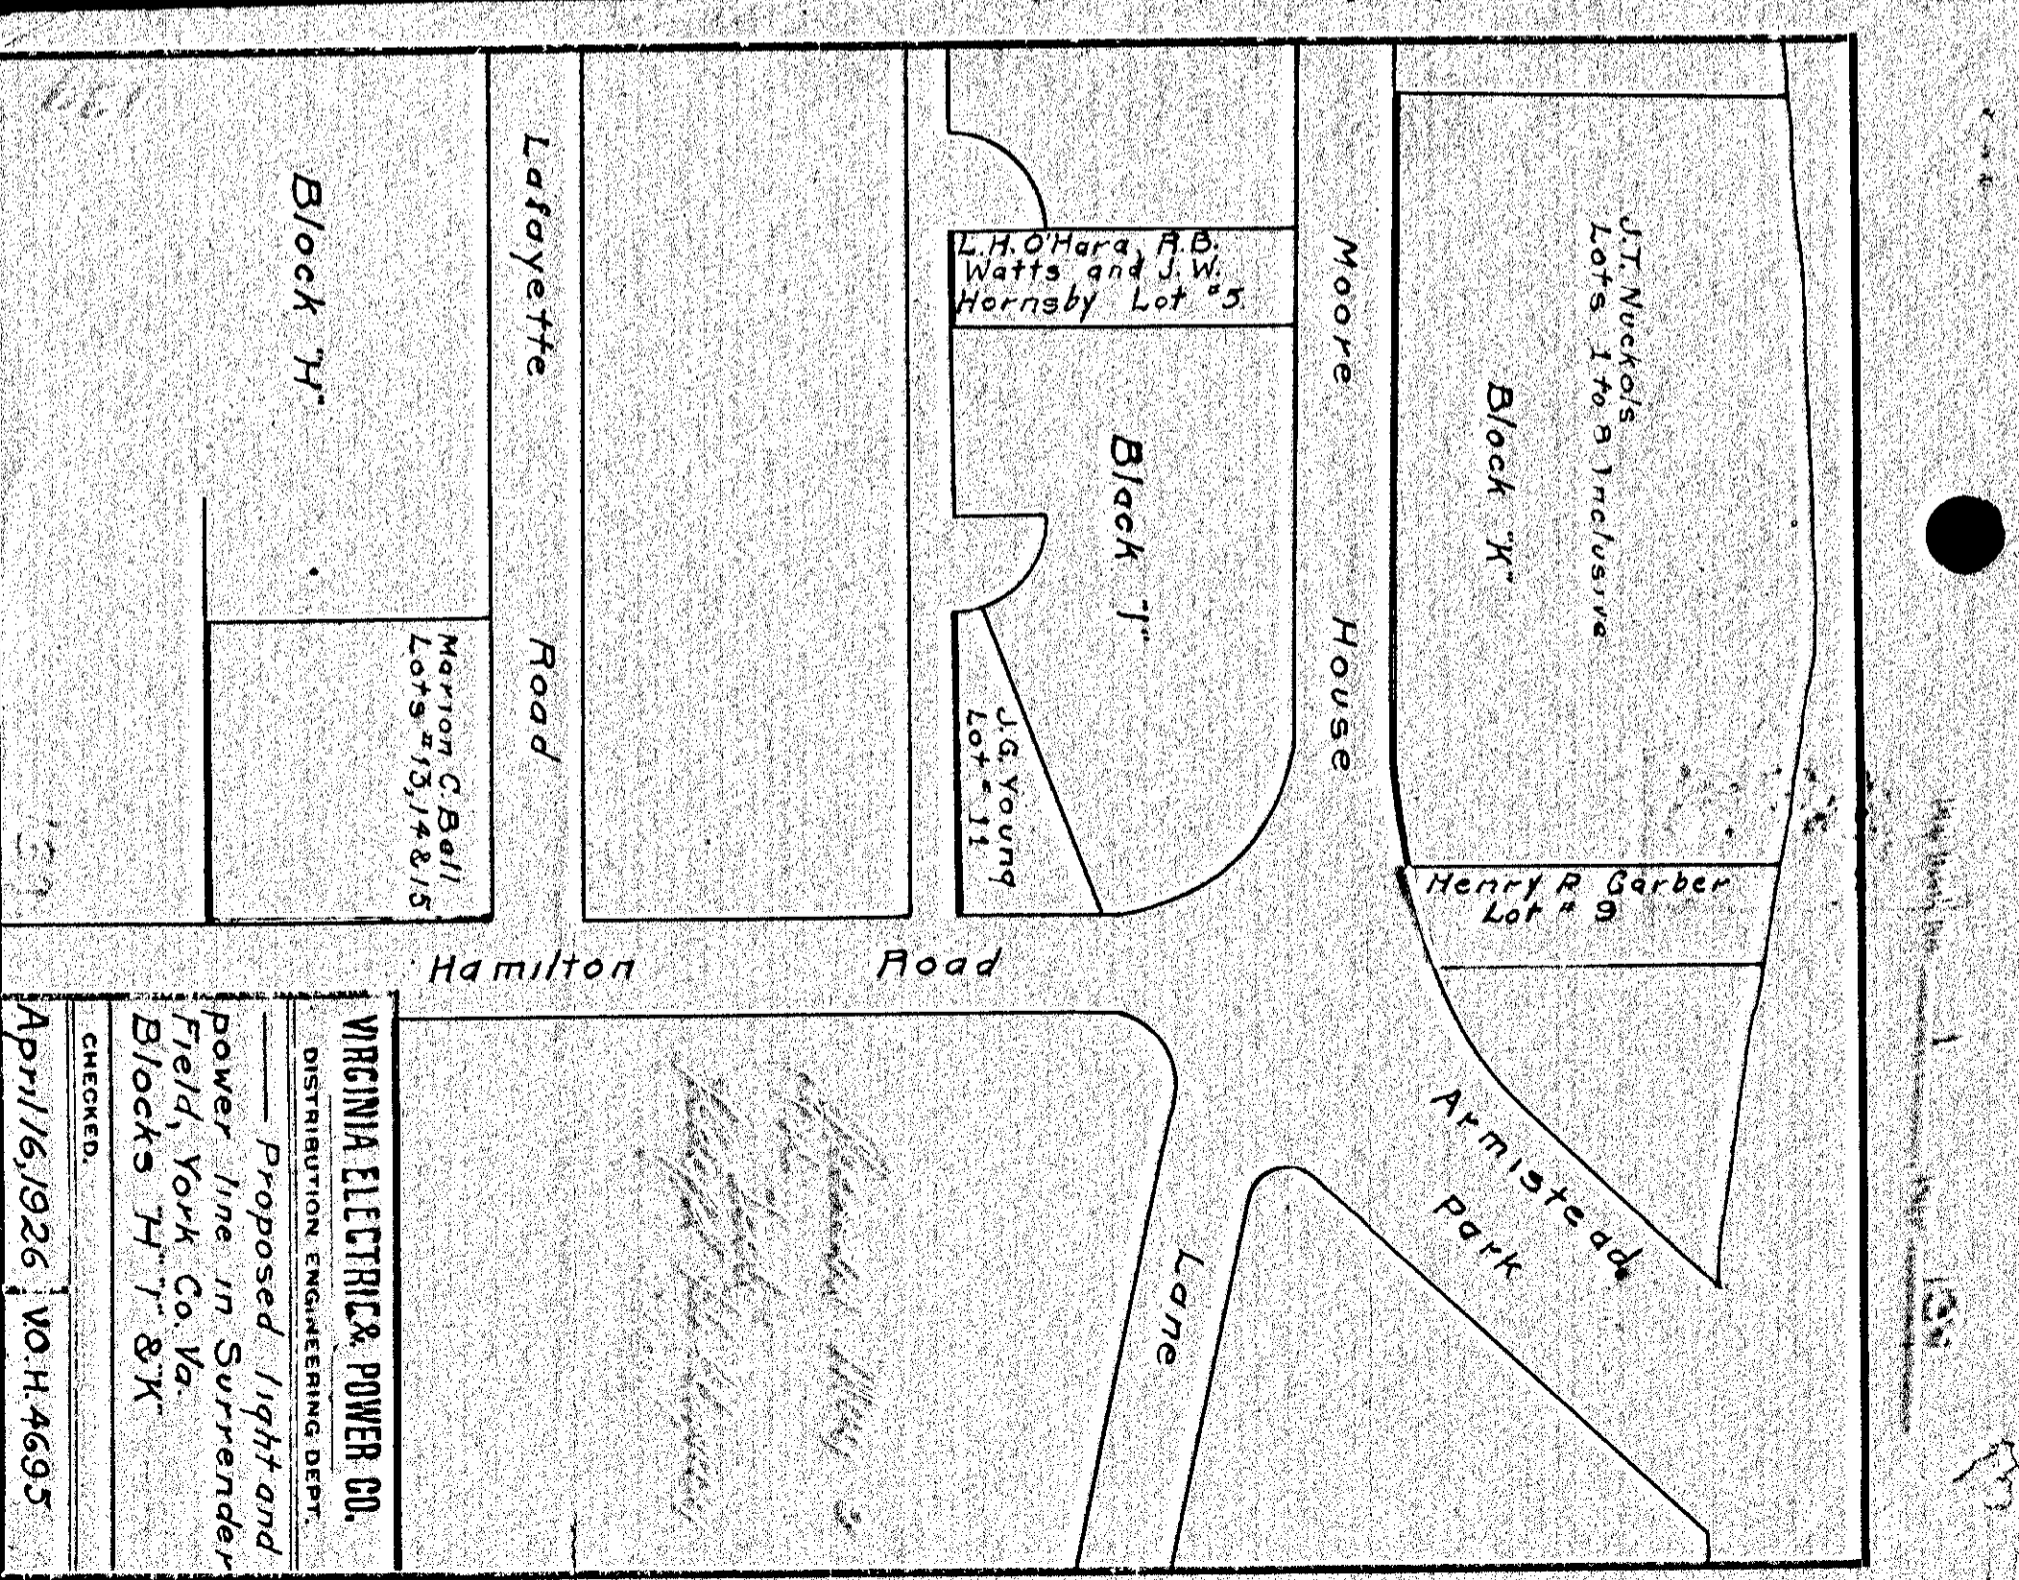 J.T. Nuckols
Lots 1 to 8 Inclusive
Block "K"
Henry R Garber
Lot # 9
Armistead
Park
Moore House
Lane
L.H. O'Hara, R.B.
Watts and J.W.
Hornsby Lot #5.
Block "I"
J.G. Young
Lot # 11
Lafayette Road
Hamilton Road
Block "H"
Marion C. Ball
Lots #13, 14 & 15
VIRGINIA ELECTRIC & POWER CO.
DISTRIBUTION ENGINEERING DEPT.
Proposed light and
power line in Surrender
Field, York Co. Va.
Blocks "H" "I" & "K"
CHECKED.
April 16, 1926
VO.H. 4695